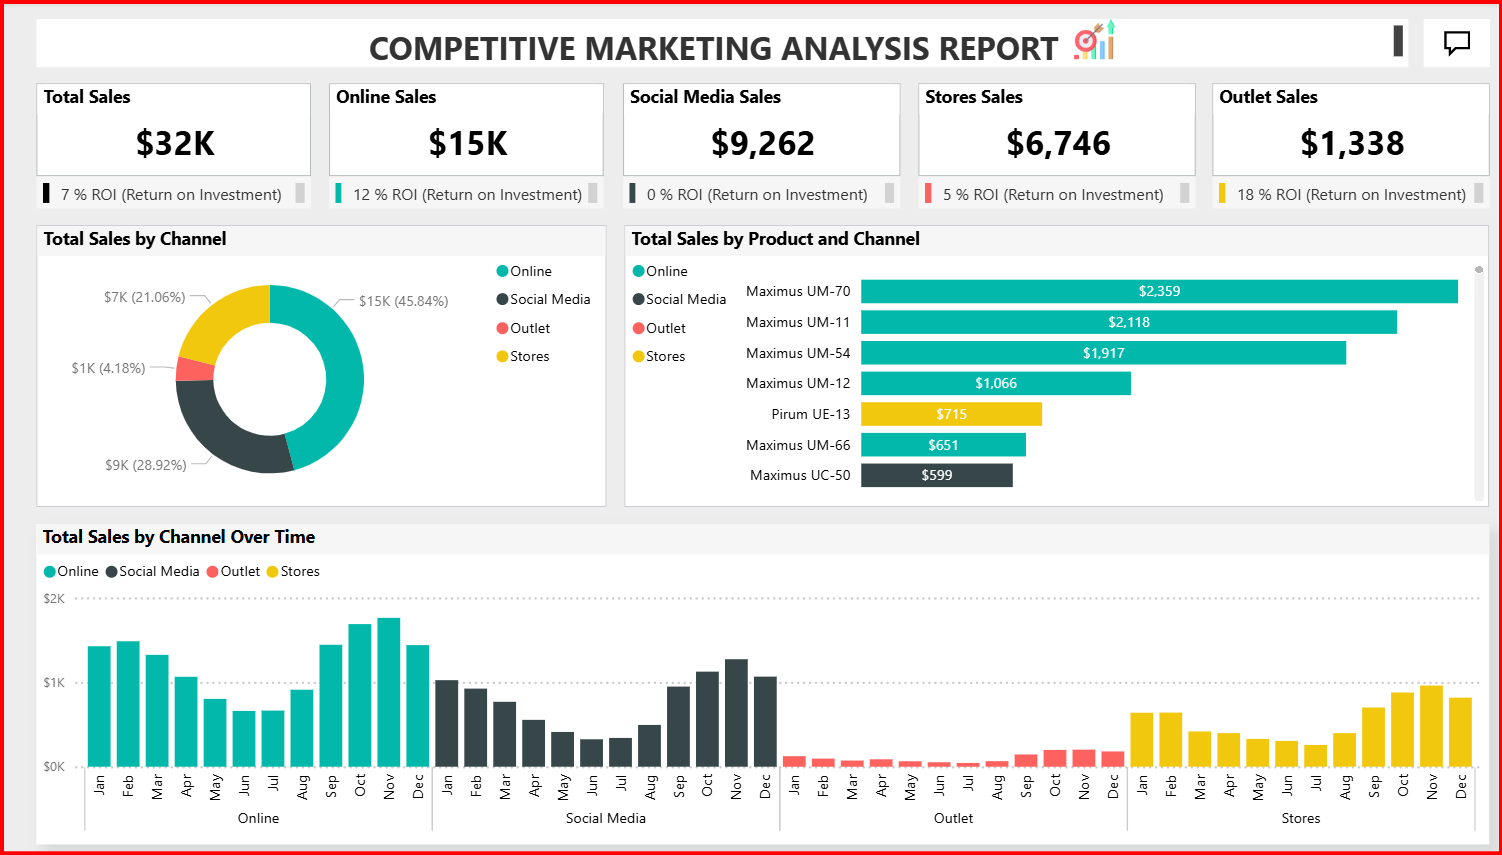 COMPETITIVE MARKETING ANALYSIS REPORT
Total Sales
$32K
7 % ROI (Return on Investment)
Online Sales
$15K
12 % ROI (Return on Investment)
Social Media Sales
$9,262
0 % ROI (Return on Investment)
Stores Sales
$6,746
5 % ROI (Return on Investment)
Outlet Sales
$1,338
18 % ROI (Return on Investment)
Total Sales by Channel
$7K (21.06%)
$15K (45.84%)
$1K (4.18%)
$9K (28.92%)
Online
Social Media
Outlet
Stores
Total Sales by Product and Channel
Online
Social Media
Outlet
Stores
Maximus UM-70 $2,359
Maximus UM-11 $2,118
Maximus UM-54 $1,917
Maximus UM-12 $1,066
Pirum UE-13 $715
Maximus UM-66 $651
Maximus UC-50 $599
Total Sales by Channel Over Time
Online Social Media Outlet Stores
$2K
$1K
$0K
Jan Feb Mar Apr May Jun Jul Aug Sep Oct Nov Dec Jan Feb Mar Apr May Jun Jul Aug Sep Oct Nov Dec Jan Feb Mar Apr May Jun Jul Aug Sep Oct Nov Dec Jan Feb Mar Apr May Jun Jul Aug Sep Oct Nov Dec
Online Social Media Outlet Stores